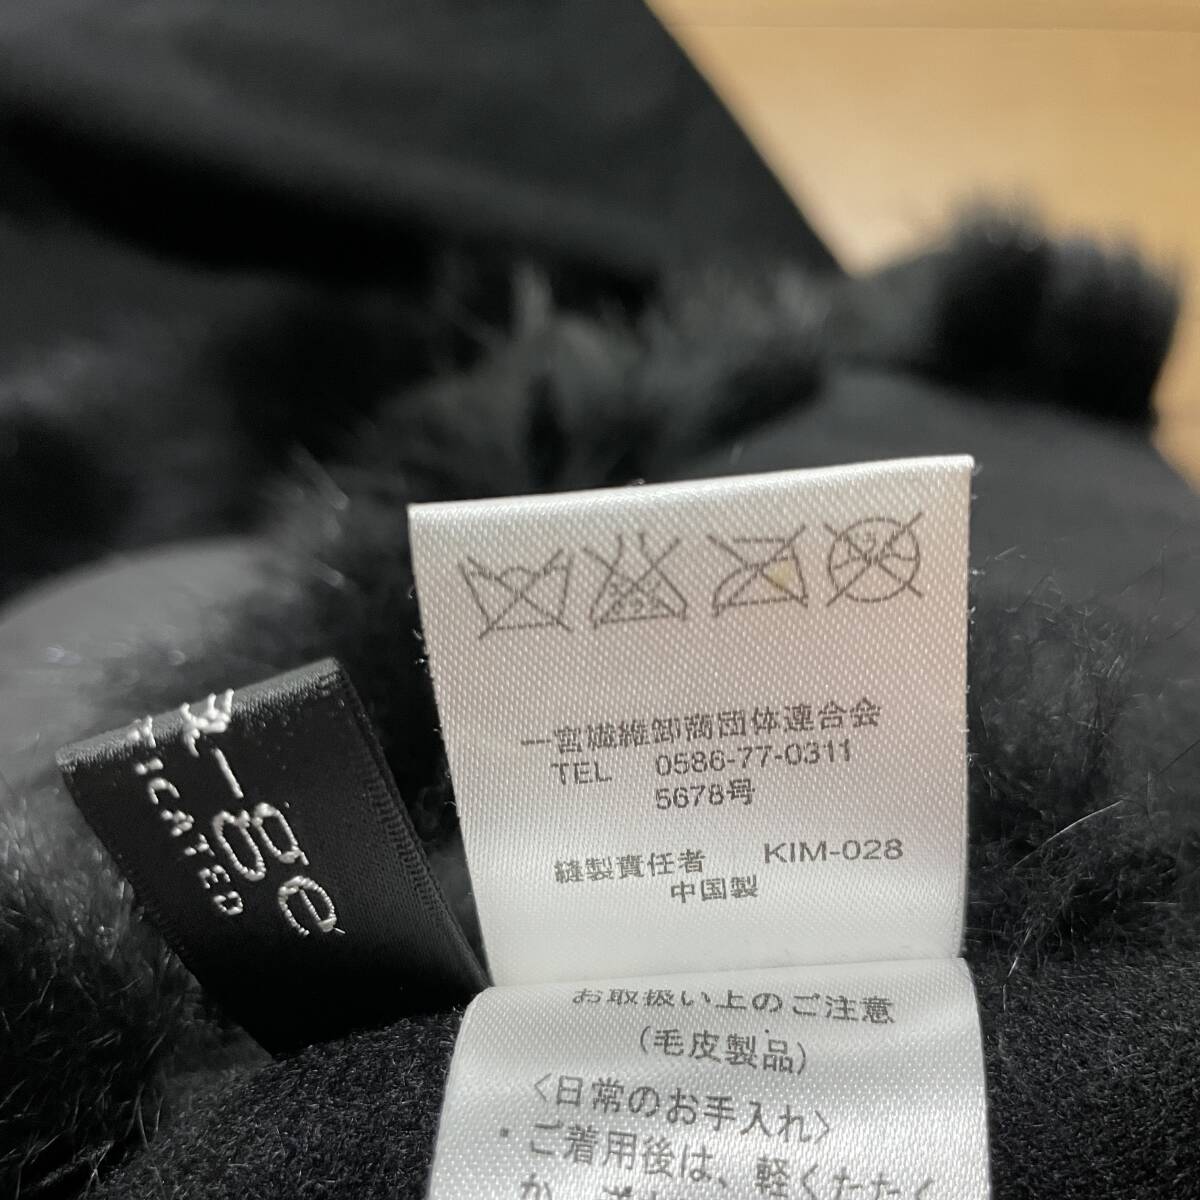 一宮繊維卸商団体連合会
TEL 0586-77-0311
5678号
縫製責任者 KIM-028
中国製
お取扱い上のご注意
(毛皮製品)
〈日常のお手入れ〉
・ご着用後は、軽くたたく
-ge
ICATED